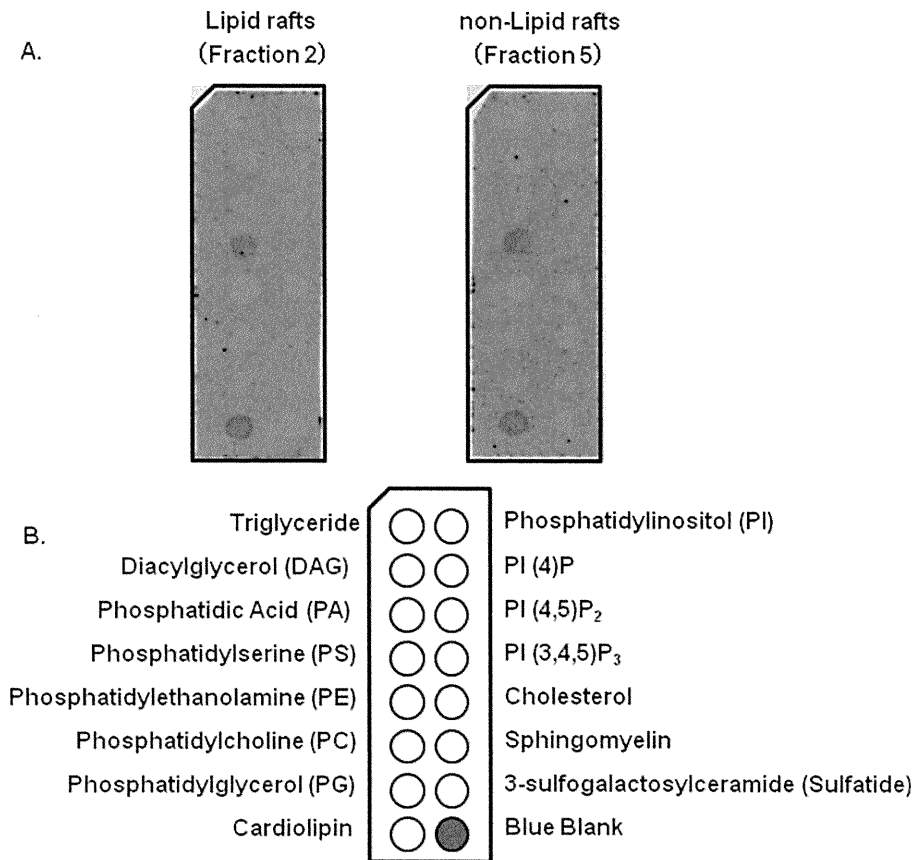 A.
Lipid rafts
(Fraction 2)
non-Lipid rafts
(Fraction 5)
B.
Triglyceride
Phosphatidylinositol (PI)
Diacylglycerol (DAG)
PI (4)P
Phosphatidic Acid (PA)
PI (4,5)P₂
Phosphatidylserine (PS)
PI (3,4,5)P₃
Phosphatidylethanolamine (PE)
Cholesterol
Phosphatidylcholine (PC)
Sphingomyelin
Phosphatidylglycerol (PG)
3-sulfogalactosylceramide (Sulfatide)
Cardiolipin
Blue Blank